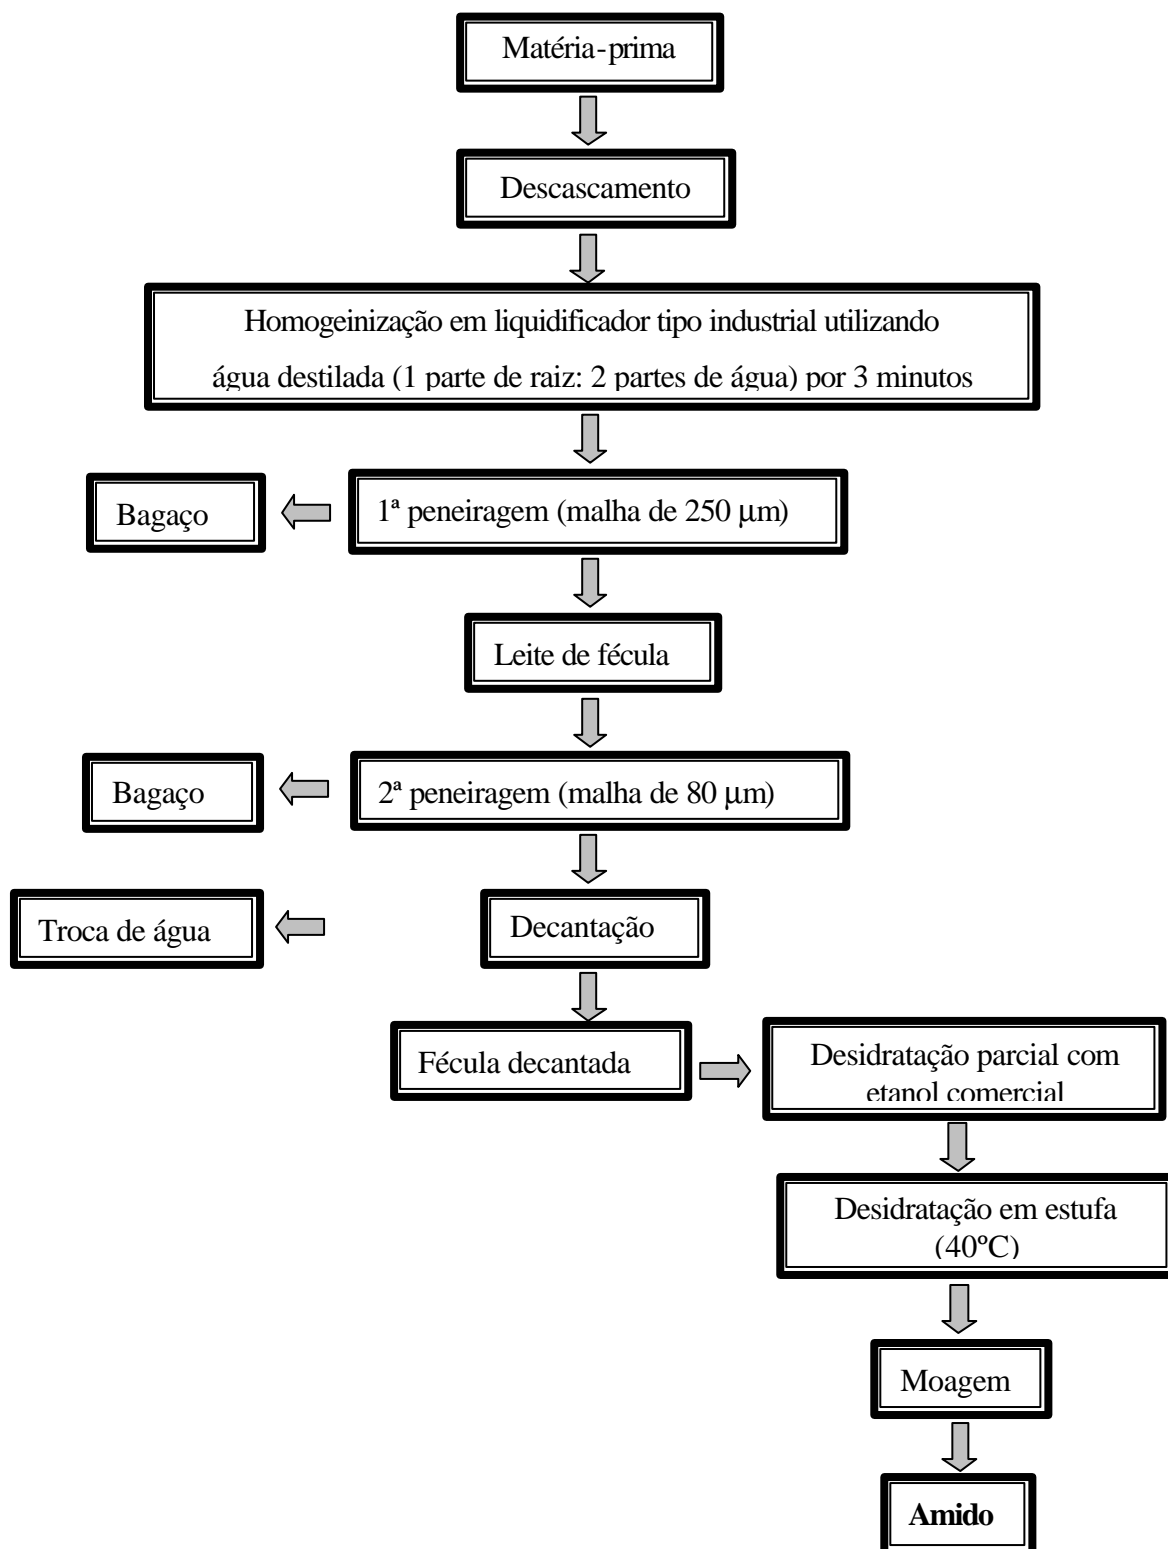 Matéria-prima
Descascamento
Homogeinização em liquidificador tipo industrial utilizando
água destilada (1 parte de raiz: 2 partes de água) por 3 minutos
Bagaço
1ª peneiragem (malha de 250 µm)
Leite de fécula
Bagaço
2ª peneiragem (malha de 80 µm)
Troca de água
Decantação
Fécula decantada
Desidratação parcial com
etanol comercial
Desidratação em estufa
(40ºC)
Moagem
Amido